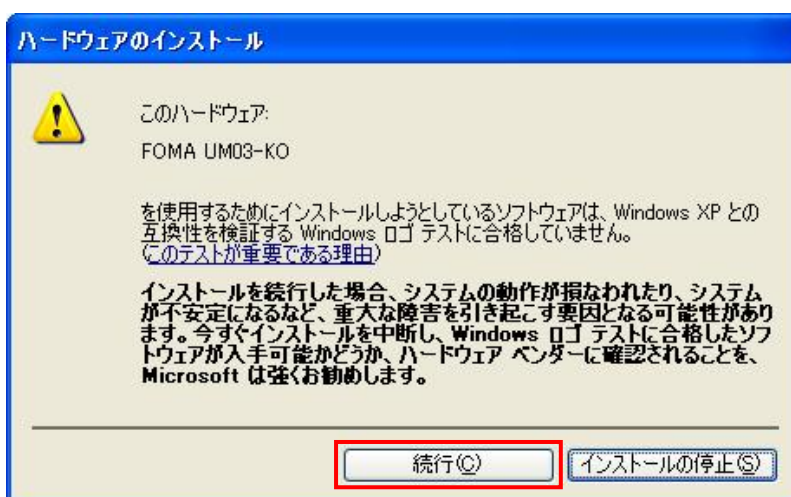 ハードウェアのインストール
このハードウェア:
FOMA UM03-KO
を使用するためにインストールしようとしているソフトウェアは、Windows XP との
互換性を検証する Windows ロゴ テストに合格していません。
(このテストが重要である理由)
インストールを続行した場合、システムの動作が損なわれたり、システム
が不安定になるなど、重大な障害を引き起こす要因となる可能性があり
ます。今すぐインストールを中断し、Windows ロゴ テストに合格したソフ
トウェアが入手可能かどうか、ハードウェア ベンダーに確認されることを、
Microsoft は強くお勧めします。
続行(C)
インストールの停止(S)